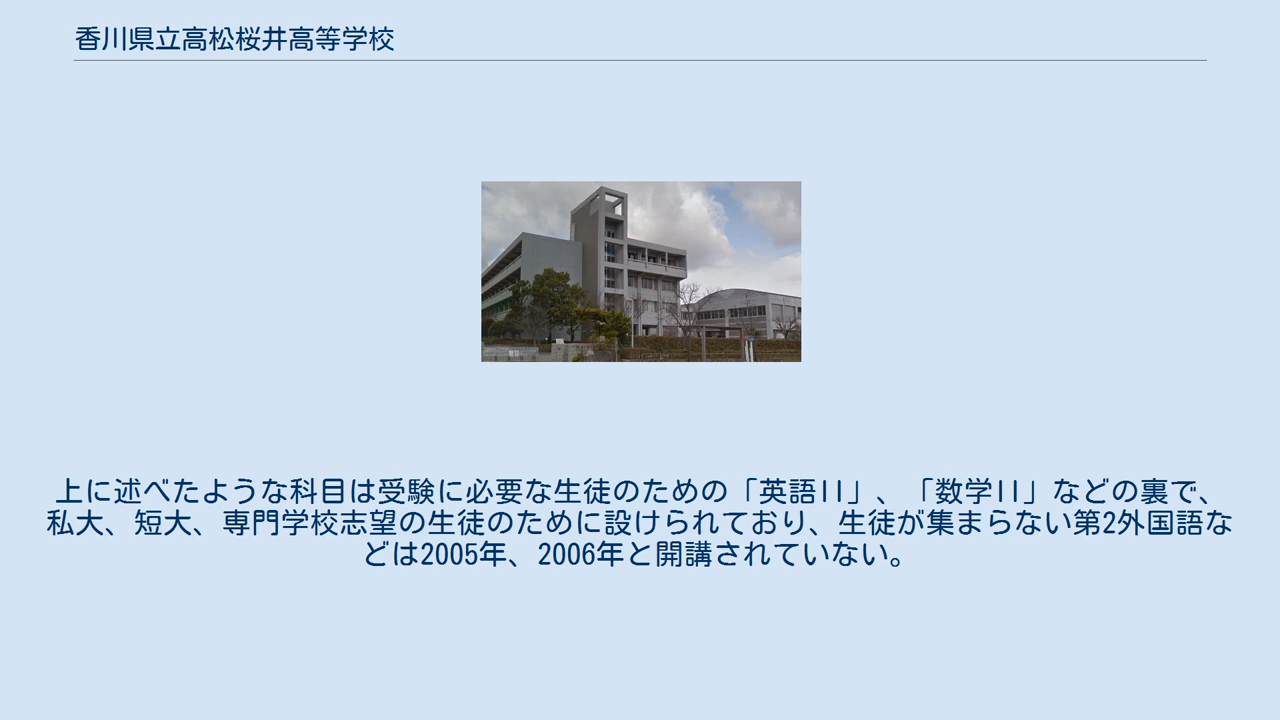 香川県立高松桜井高等学校
上に述べたような科目は受験に必要な生徒のための「英語II」、「数学II」などの裏で、
私大、短大、専門学校志望の生徒のために設けられており、生徒が集まらない第2外国語な
どは2005年、2006年と開講されていない。